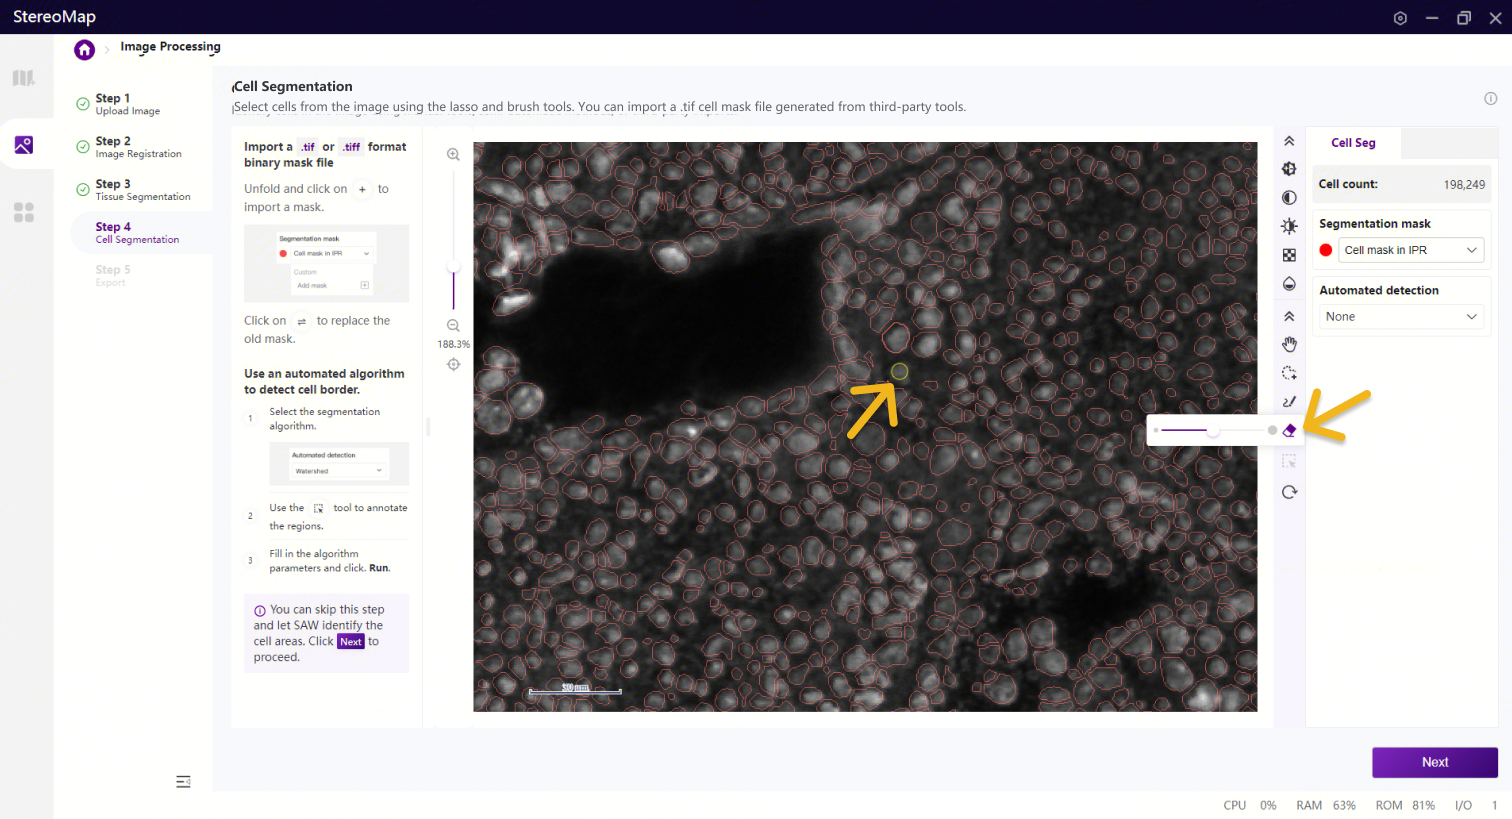 StereoMap
Image Processing
Step 1
Upload Image
Step 2
Image Registration
Step 3
Tissue Segmentation
Step 4
Cell Segmentation
Step 5
Export
Cell Segmentation
Select cells from the image using the lasso and brush tools. You can import a .tif cell mask file generated from third-party tools.
Import a .tif or .tiff format
binary mask file
Unfold and click on + to
import a mask.
Segmentation mask
Cell mask in IPR
Custom
Add mask
Click on ⇌ to replace the
old mask.
Use an automated algorithm
to detect cell border.
1 Select the segmentation
algorithm.
Automated detection
Watershed
2 Use the tool to annotate
the regions.
3 Fill in the algorithm
parameters and click. Run.
You can skip this step
and let SAW identify the
cell areas. Click Next to
proceed.
188.3%
Cell Seg
Cell count: 198,249
Segmentation mask
Cell mask in IPR
Automated detection
None
Next
CPU 0% RAM 63% ROM 81% I/O 1